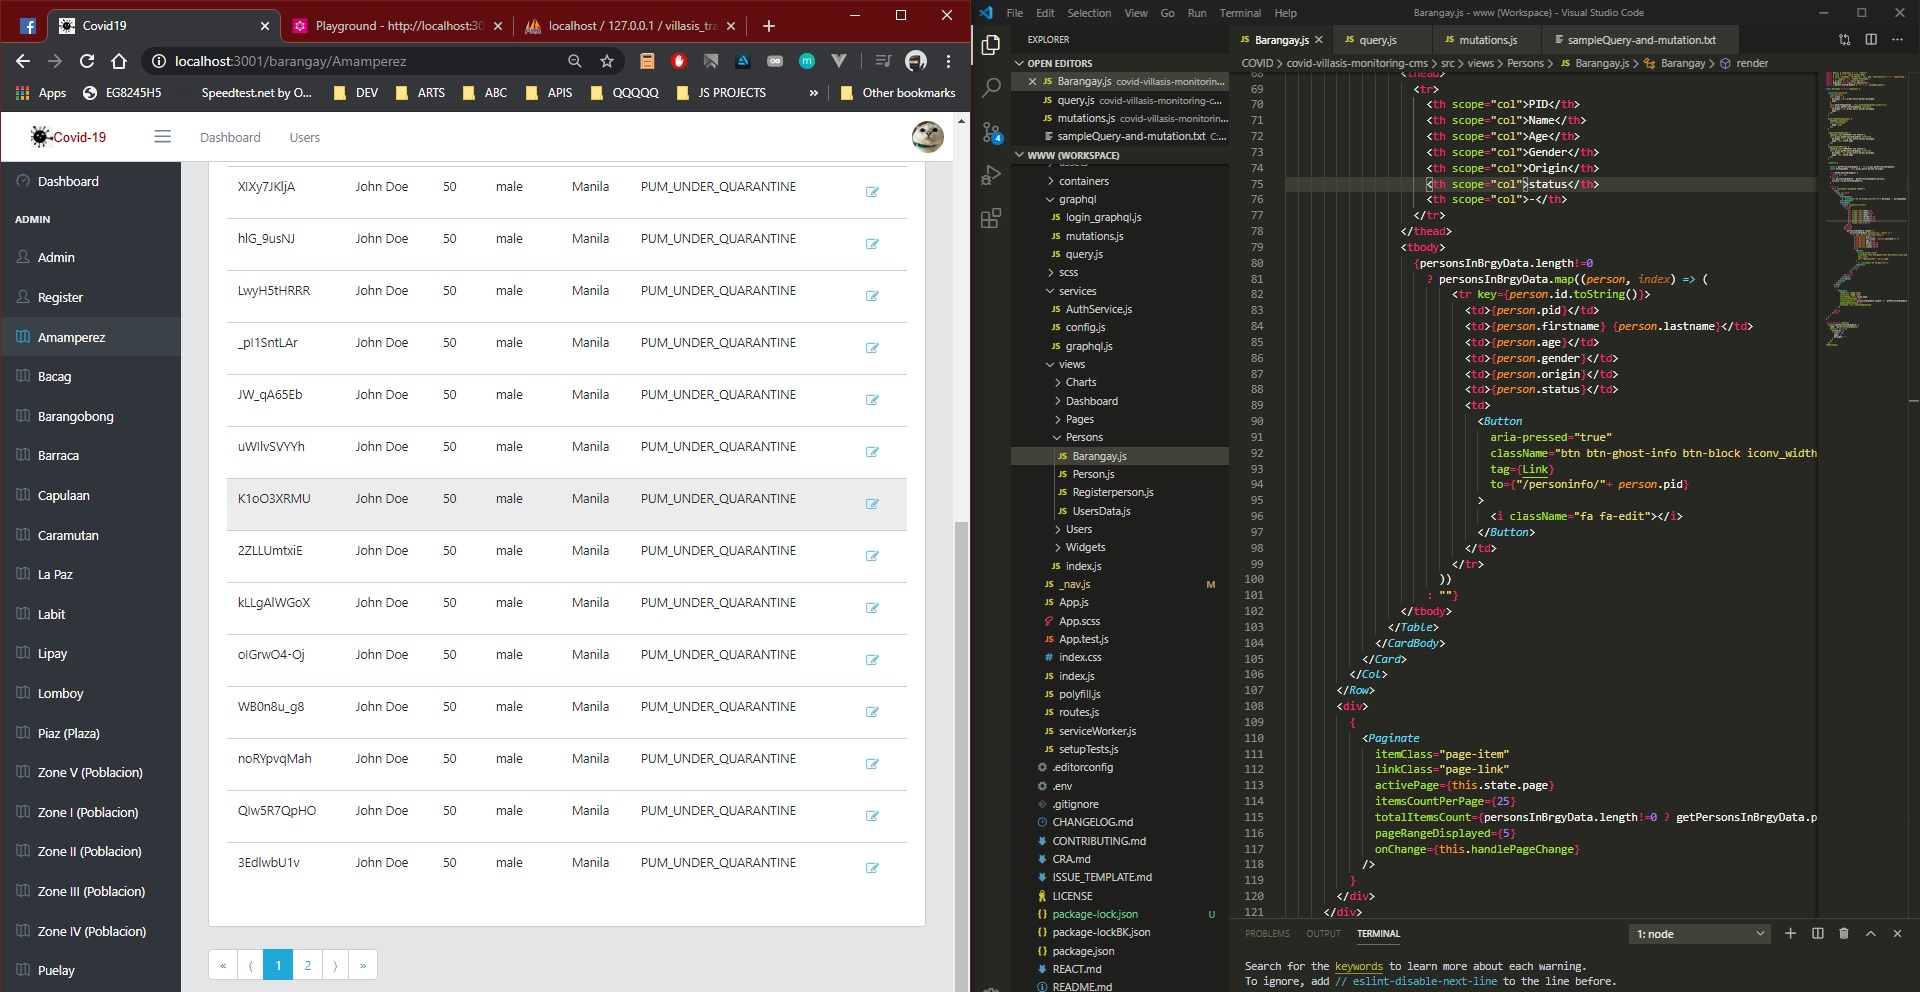 Covid19
Playground - http://localhost:30
localhost / 127.0.0.1 / villasis_tra
localhost:3001/barangay/Amamperez
Apps
EG8245H5
Speedtest.net by O...
DEV
ARTS
ABC
APIS
QQQQQ
JS PROJECTS
»
Other bookmarks
Covid-19
Dashboard
Users
Dashboard
ADMIN
Admin
Register
Amamperez
Bacag
Barangobong
Barraca
Capulaan
Caramutan
La Paz
Labit
Lipay
Lomboy
Piaz (Plaza)
Zone V (Poblacion)
Zone I (Poblacion)
Zone II (Poblacion)
Zone III (Poblacion)
Zone IV (Poblacion)
Puelay
XIXy7JKljA John Doe 50 male Manila PUM_UNDER_QUARANTINE
hlG_9usNJ John Doe 50 male Manila PUM_UNDER_QUARANTINE
LwyH5tHRRR John Doe 50 male Manila PUM_UNDER_QUARANTINE
_pI1SntLAr John Doe 50 male Manila PUM_UNDER_QUARANTINE
JW_qA65Eb John Doe 50 male Manila PUM_UNDER_QUARANTINE
uWIlvSVYYh John Doe 50 male Manila PUM_UNDER_QUARANTINE
K1oO3XRMU John Doe 50 male Manila PUM_UNDER_QUARANTINE
2ZLLUmtxiE John Doe 50 male Manila PUM_UNDER_QUARANTINE
kLLgAlWGoX John Doe 50 male Manila PUM_UNDER_QUARANTINE
oIGrwO4-Oj John Doe 50 male Manila PUM_UNDER_QUARANTINE
WB0n8u_g8 John Doe 50 male Manila PUM_UNDER_QUARANTINE
noRYpvqMah John Doe 50 male Manila PUM_UNDER_QUARANTINE
QIw5R7QpHO John Doe 50 male Manila PUM_UNDER_QUARANTINE
3EdlwbU1v John Doe 50 male Manila PUM_UNDER_QUARANTINE
« ⟨ 1 2 ⟩ »
File Edit Selection View Go Run Terminal Help
Barangay.js - www (Workspace) - Visual Studio Code
EXPLORER
OPEN EDITORS
Barangay.js covid-villasis-monitorin...
query.js covid-villasis-monitoring-c...
mutations.js covid-villasis-monitorin...
sampleQuery-and-mutation.txt C:...
4
WWW (WORKSPACE)
containers
graphql
login_graphql.js
mutations.js
query.js
scss
services
AuthService.js
config.js
graphql.js
views
Charts
Dashboard
Pages
Persons
Barangay.js
Person.js
Registerperson.js
UsersData.js
Users
Widgets
index.js
_nav.js M
App.js
App.scss
App.test.js
index.css
index.js
polyfill.js
routes.js
serviceWorker.js
setupTests.js
.editorconfig
.env
.gitignore
CHANGELOG.md
CONTRIBUTING.md
CRA.md
ISSUE_TEMPLATE.md
LICENSE
package-lock.json U
package-lockBK.json
package.json
REACT.md
README.md
Barangay.js
query.js
mutations.js
sampleQuery-and-mutation.txt
COVID > covid-villasis-monitoring-cms > src > views > Persons > Barangay.js > Barangay > render
68 <thead>
69 <tr>
70 <th scope="col">PID</th>
71 <th scope="col">Name</th>
72 <th scope="col">Age</th>
73 <th scope="col">Gender</th>
74 <th scope="col">Origin</th>
75 <th scope="col">status</th>
76 <th scope="col">-</th>
77 </tr>
78 </thead>
79 <tbody>
80 {personsInBrgyData.length!=0
81 ? personsInBrgyData.map((person, index) => (
82 <tr key={person.id.toString()}>
83 <td>{person.pid}</td>
84 <td>{person.firstname} {person.lastname}</td>
85 <td>{person.age}</td>
86 <td>{person.gender}</td>
87 <td>{person.origin}</td>
88 <td>{person.status}</td>
89 <td>
90 <Button
91 aria-pressed="true"
92 className="btn btn-ghost-info btn-block iconv_width
93 tag={Link}
94 to={"/personinfo/"+ person.pid}
95 >
96 <i className="fa fa-edit"></i>
97 </Button>
98 </td>
99 </tr>
100 ))
101 : ""}
102 </tbody>
103 </Table>
104 </CardBody>
105 </Card>
106 </Col>
107 </Row>
108 <div>
109 {
110 <Paginate
111 itemClass="page-item"
112 linkClass="page-link"
113 activePage={this.state.page}
114 itemsCountPerPage={25}
115 totalItemsCount={personsInBrgyData.length!=0 ? getPersonsInBrgyData.p
116 pageRangeDisplayed={5}
117 onChange={this.handlePageChange}
118 />
119 }
120 </div>
121 </div>
PROBLEMS OUTPUT TERMINAL
1: node
Search for the keywords to learn more about each warning.
To ignore, add // eslint-disable-next-line to the line before.